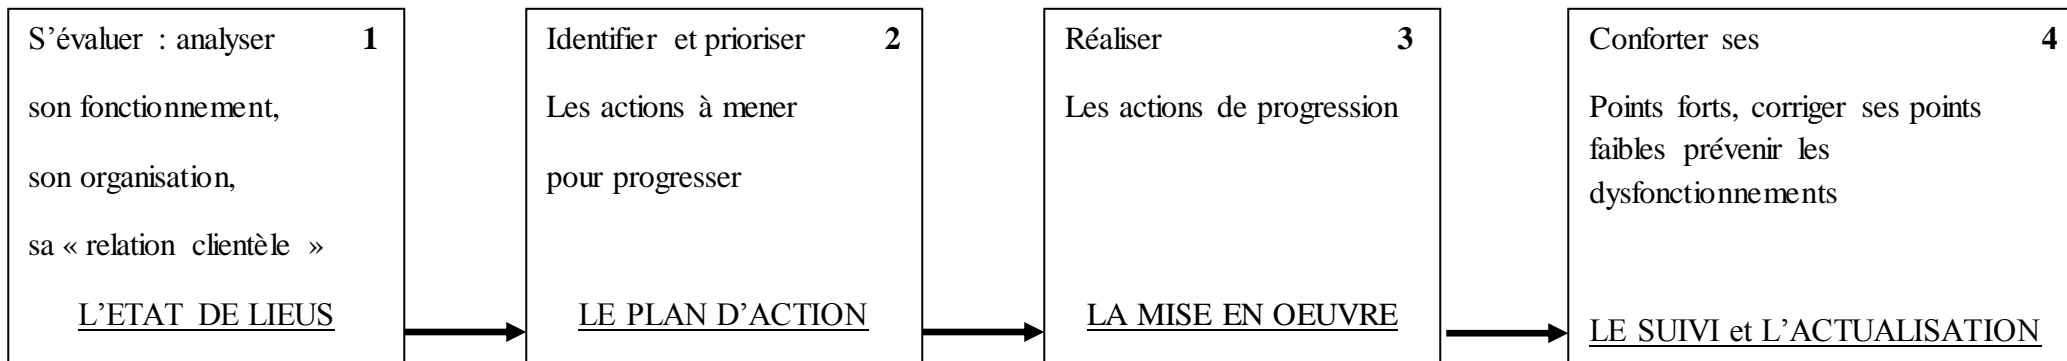 S’évaluer : analyser 1
son fonctionnement,
son organisation,
sa « relation clientèle »
L’ETAT DE LIEUS
Identifier et prioriser 2
Les actions à mener
pour progresser
LE PLAN D’ACTION
Réaliser 3
Les actions de progression
LA MISE EN OEUVRE
Conforter ses 4
Points forts, corriger ses points
faibles prévenir les
dysfonctionnements
LE SUIVI et L’ACTUALISATION